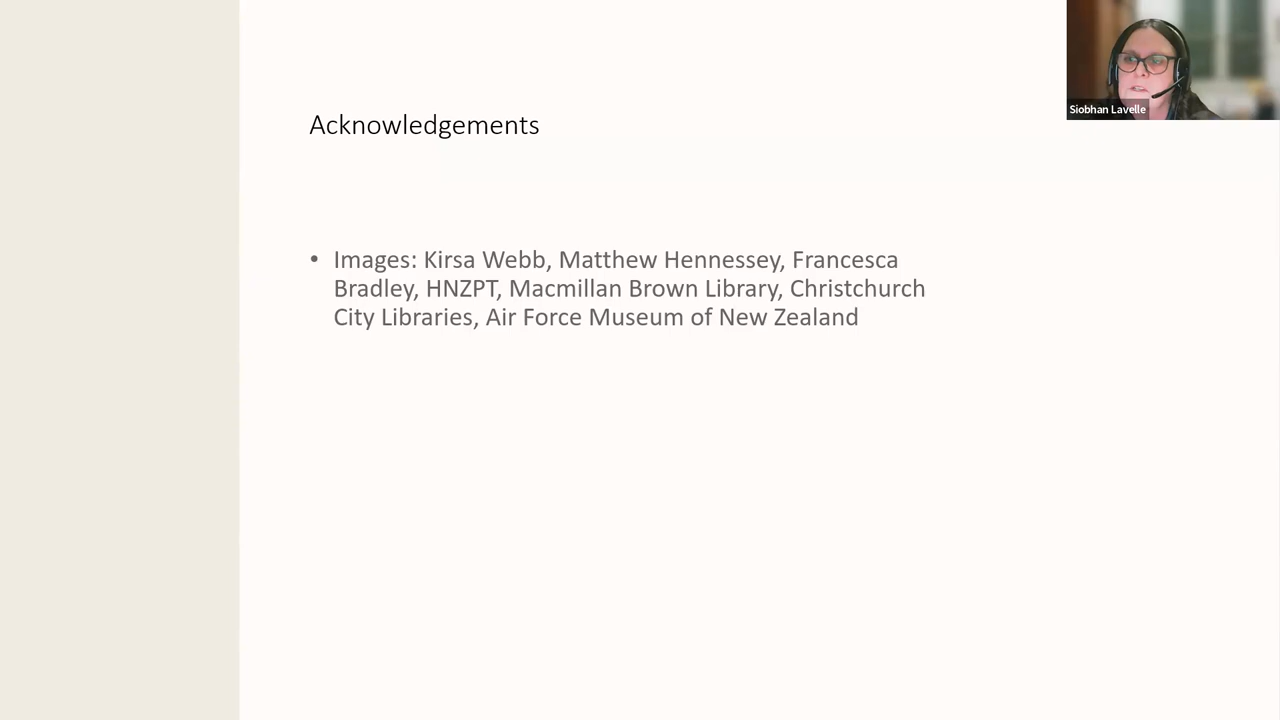 Siobhan Lavelle
Acknowledgements
• Images: Kirsa Webb, Matthew Hennessey, Francesca
Bradley, HNZPT, Macmillan Brown Library, Christchurch
City Libraries, Air Force Museum of New Zealand